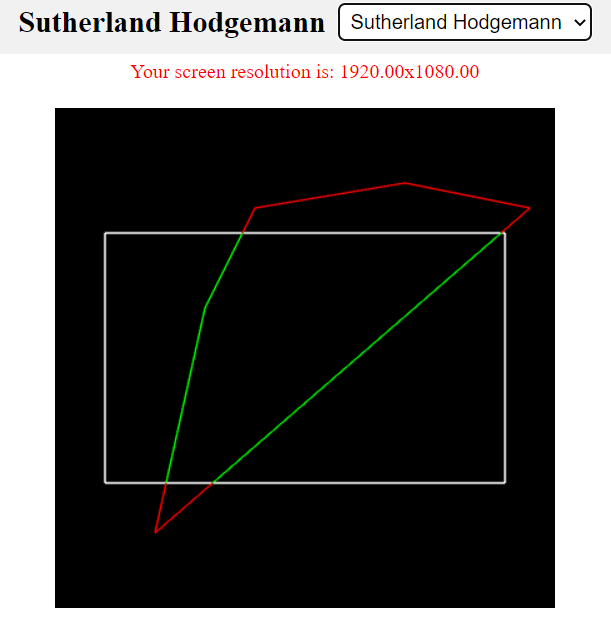 Sutherland Hodgemann Sutherland Hodgemann
Your screen resolution is: 1920.00x1080.00